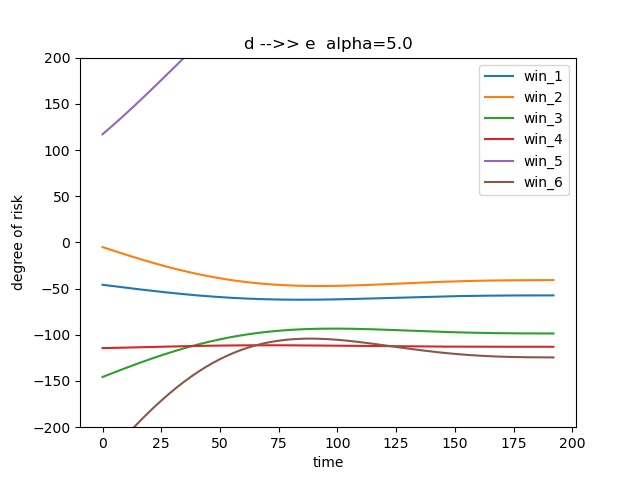 d -->> e  alpha=5.0
200
150
100
50
0
−50
−100
−150
−200
degree of risk
0
25
50
75
100
125
150
175
200
time
win_1
win_2
win_3
win_4
win_5
win_6